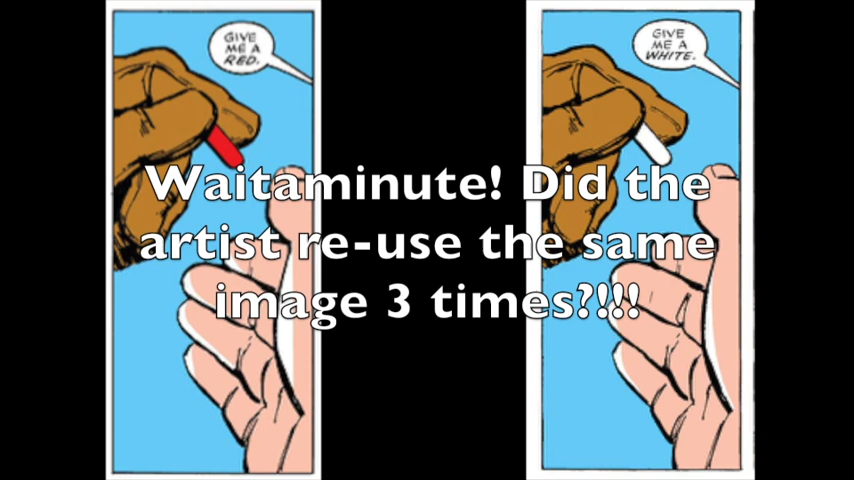 GIVE
ME A
RED.
GIVE
ME A
WHITE.
Waitaminute! Did the
artist re-use the same
image 3 times?!!!